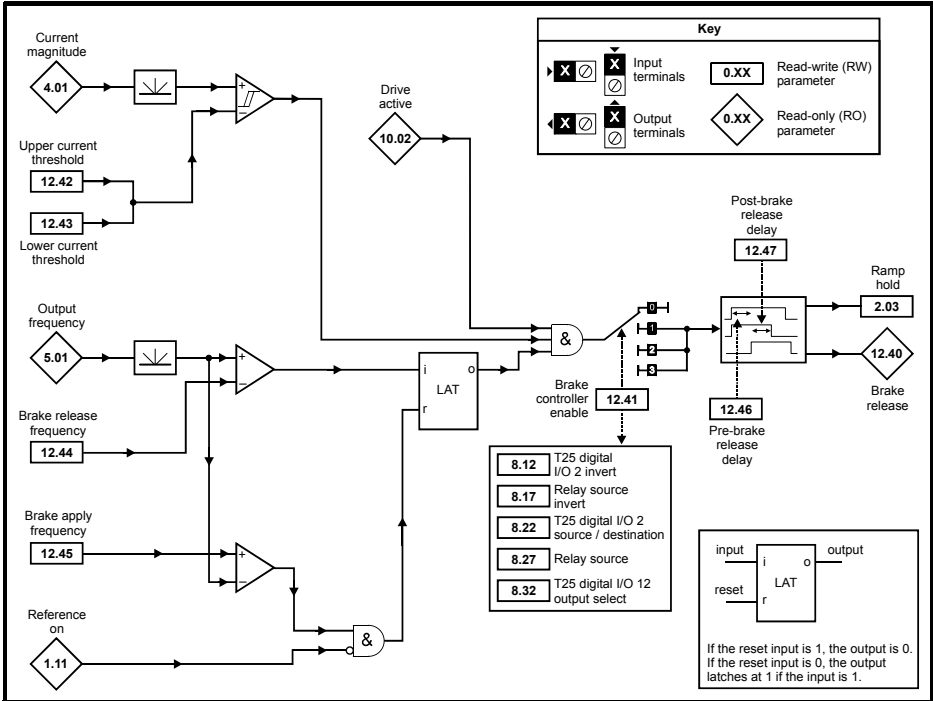 Current
magnitude
4.01
+
−
Upper current
threshold
12.42
12.43
Lower current
threshold
Drive
active
10.02
Key
X
X
Input
terminals
0.XX
Read-write (RW)
parameter
X
X
Output
terminals
0.XX
Read-only (RO)
parameter
Output
frequency
5.01
+
−
Brake release
frequency
12.44
i
o
LAT
r
&
0
1
2
3
Brake
controller
enable
12.41
Post-brake
release
delay
12.47
12.46
Pre-brake
release
delay
Ramp
hold
2.03
12.40
Brake
release
8.12
T25 digital
I/O 2 invert
8.17
Relay source
invert
8.22
T25 digital I/O 2
source / destination
8.27
Relay source
8.32
T25 digital I/O 12
output select
Brake apply
frequency
12.45
+
−
Reference
on
1.11
&
input
output
i
o
LAT
reset
r
If the reset input is 1, the output is 0.
If the reset input is 0, the output
latches at 1 if the input is 1.